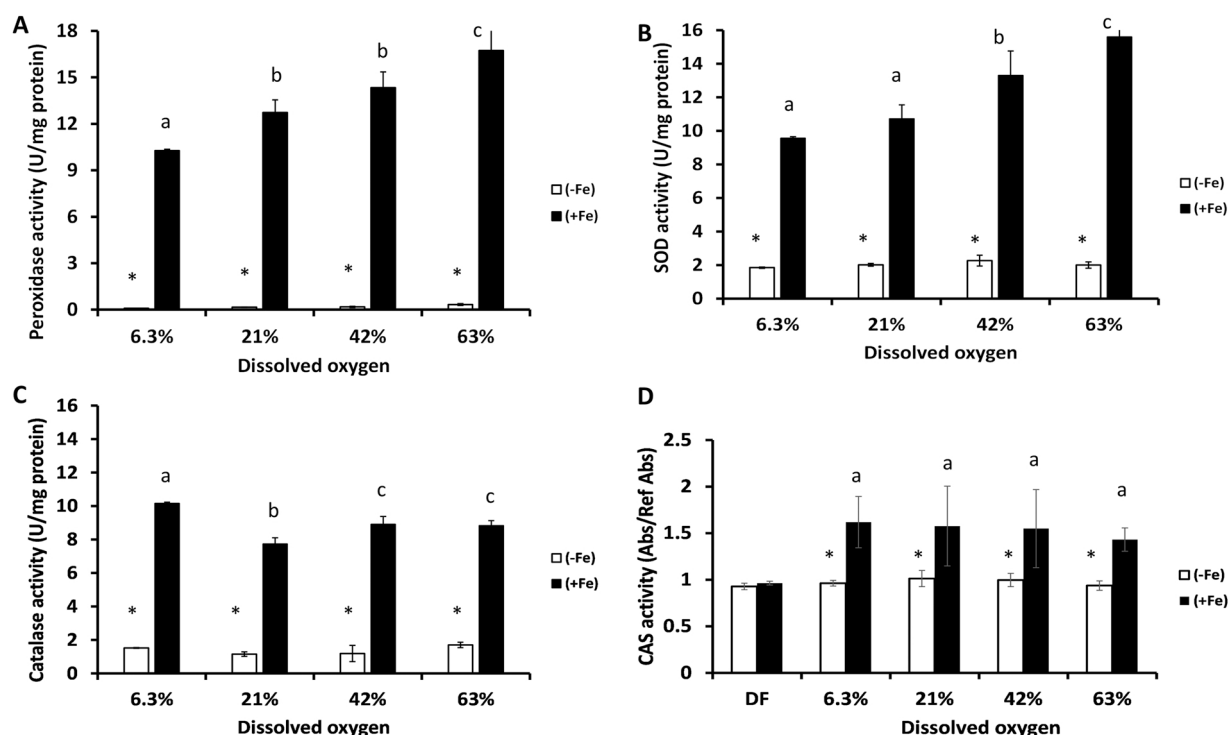 A
Peroxidase activity (U/mg protein)
18
15
12
9
6
3
0
a
b
b
c
*
*
*
*
6.3%
21%
42%
63%
Dissolved oxygen
(-Fe)
(+Fe)
B
SOD activity (U/mg protein)
16
14
12
10
8
6
4
2
0
a
a
b
c
*
*
*
*
6.3%
21%
42%
63%
Dissolved oxygen
(-Fe)
(+Fe)
C
Catalase activity (U/mg protein)
16
14
12
10
8
6
4
2
0
a
b
c
c
*
*
*
*
6.3%
21%
42%
63%
Dissolved oxygen
(-Fe)
(+Fe)
D
CAS activity (Abs/Ref Abs)
2.5
2
1.5
1
0.5
0
a
a
a
a
*
*
*
*
DF
6.3%
21%
42%
63%
Dissolved oxygen
(-Fe)
(+Fe)